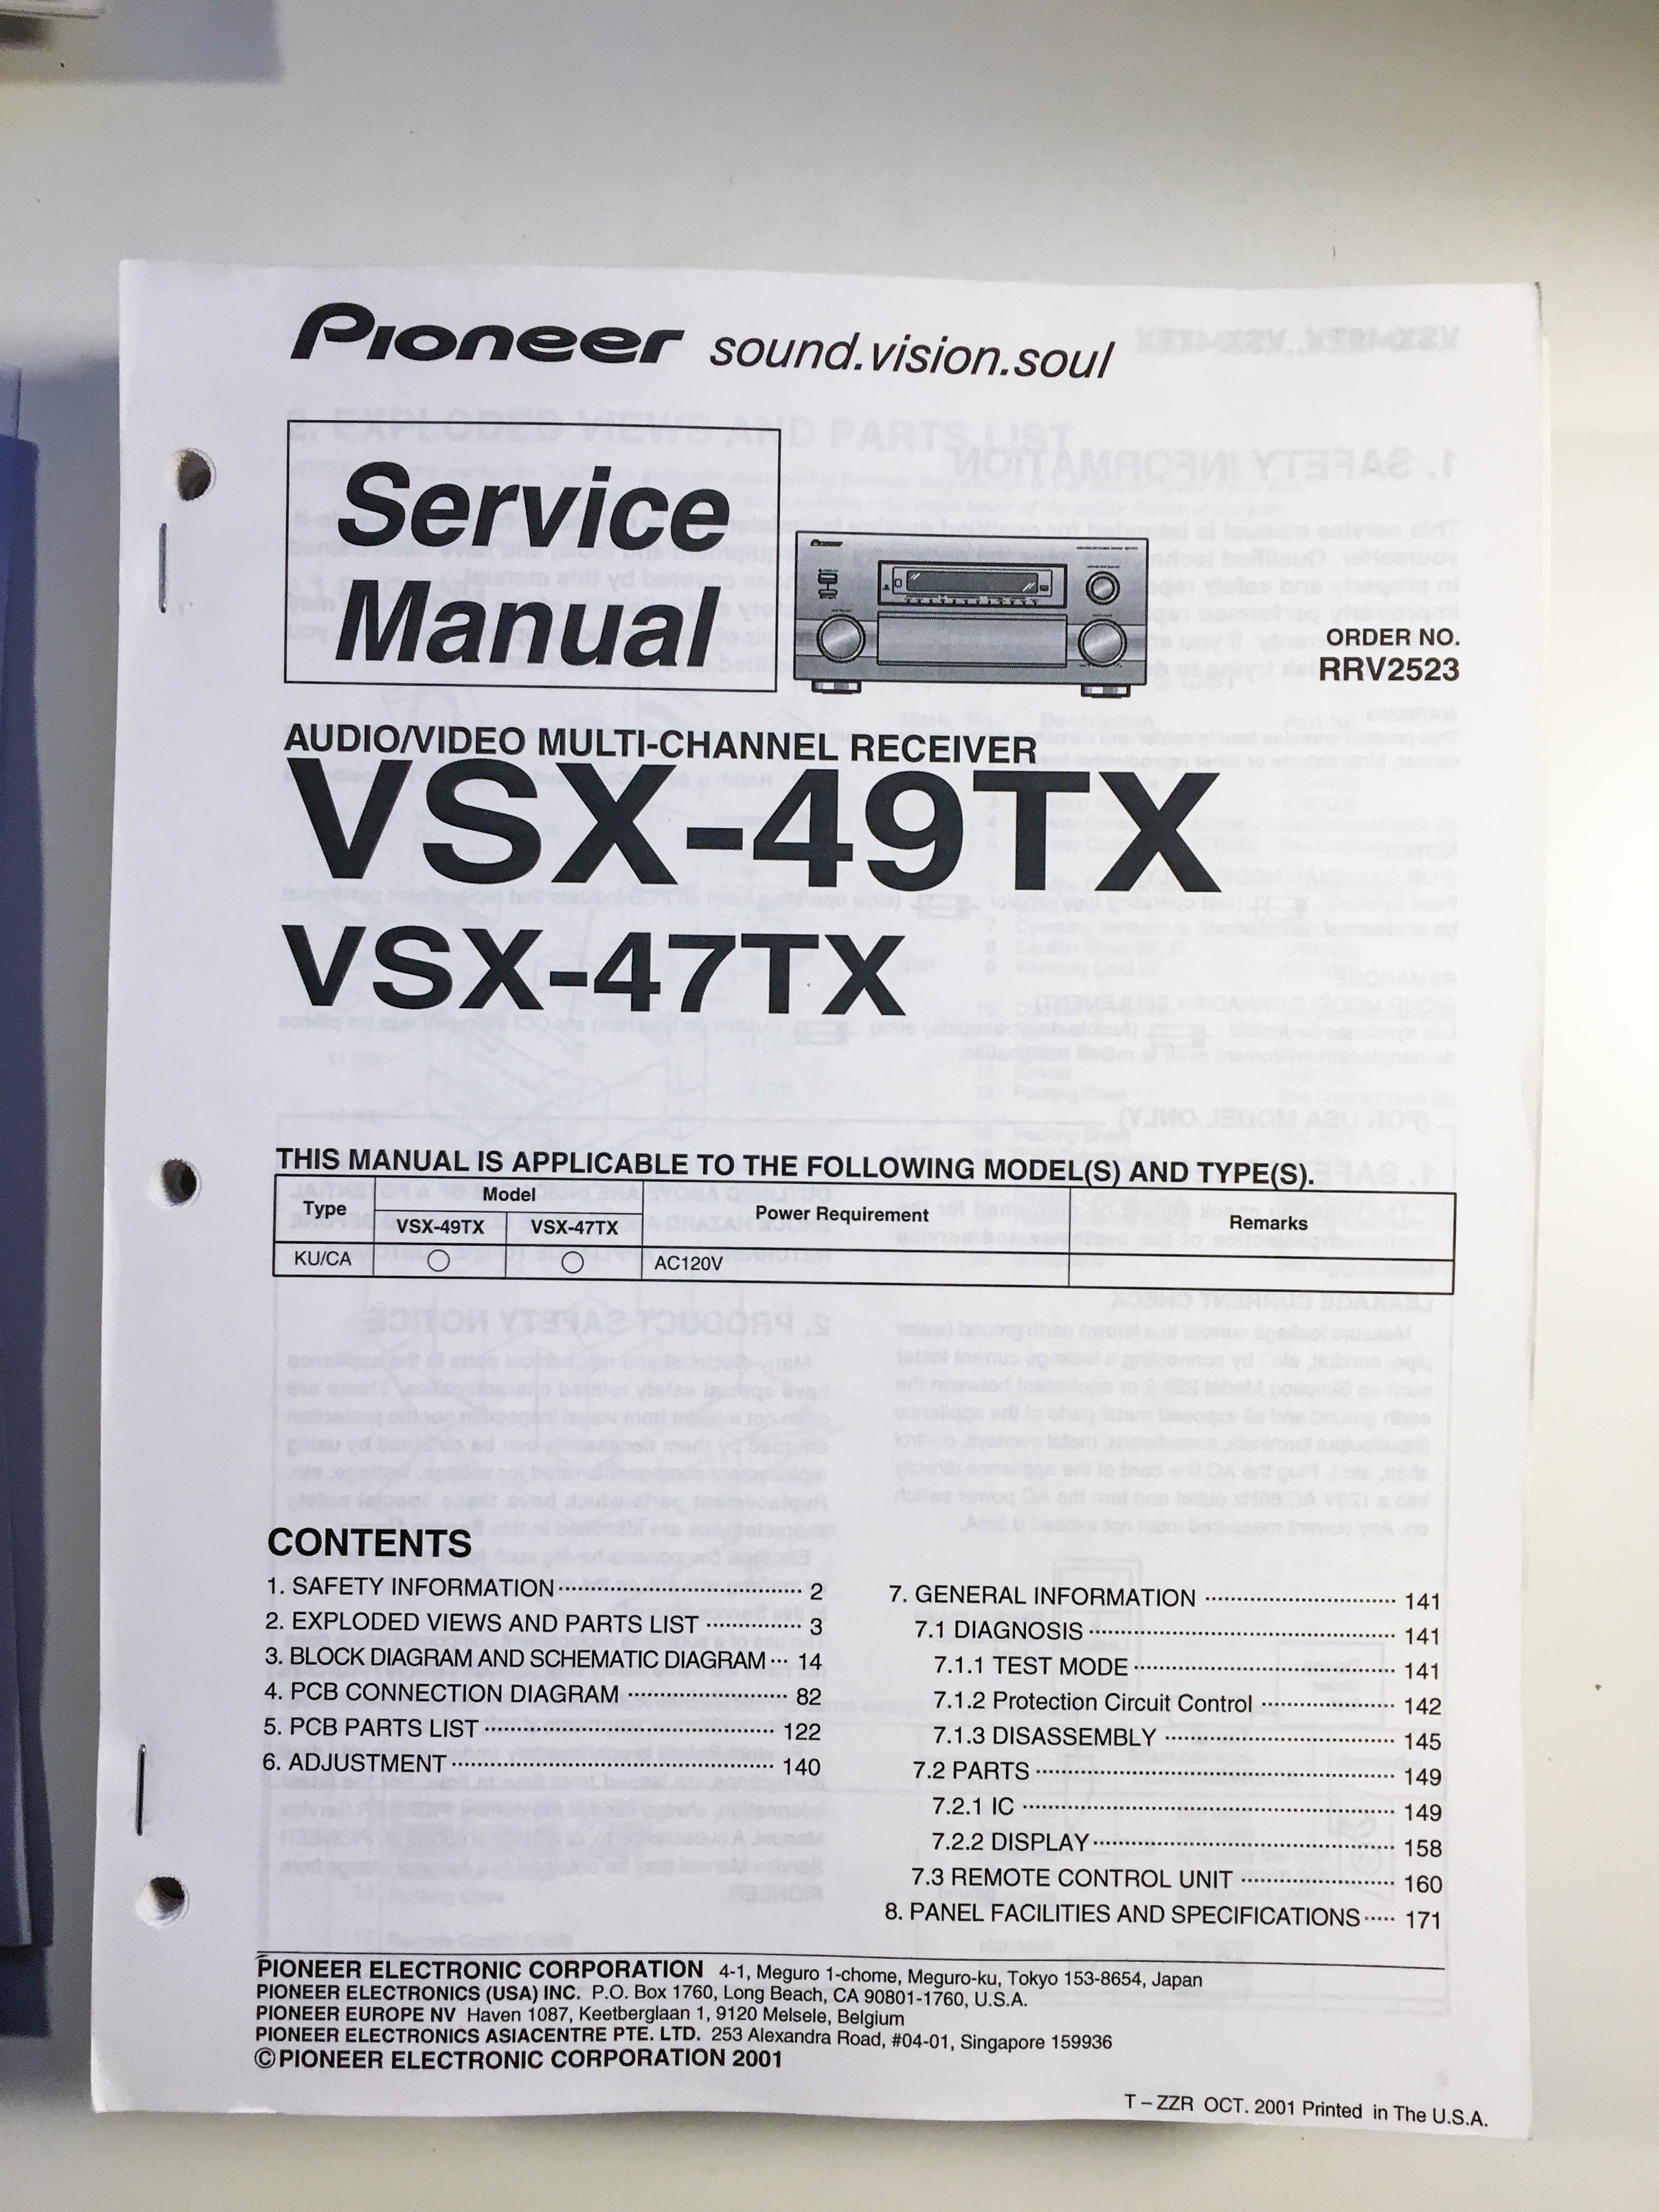 Pioneer sound.vision.soul
Service
Manual
ORDER NO.
RRV2523
AUDIO/VIDEO MULTI-CHANNEL RECEIVER
VSX-49TX
VSX-47TX
THIS MANUAL IS APPLICABLE TO THE FOLLOWING MODEL(S) AND TYPE(S).
Type Model Power Requirement Remarks
VSX-49TX VSX-47TX
KU/CA ○ ○ AC120V
CONTENTS
1. SAFETY INFORMATION 2
2. EXPLODED VIEWS AND PARTS LIST 3
3. BLOCK DIAGRAM AND SCHEMATIC DIAGRAM 14
4. PCB CONNECTION DIAGRAM 82
5. PCB PARTS LIST 122
6. ADJUSTMENT 140
7. GENERAL INFORMATION 141
7.1 DIAGNOSIS 141
7.1.1 TEST MODE 141
7.1.2 Protection Circuit Control 142
7.1.3 DISASSEMBLY 145
7.2 PARTS 149
7.2.1 IC 149
7.2.2 DISPLAY 158
7.3 REMOTE CONTROL UNIT 160
8. PANEL FACILITIES AND SPECIFICATIONS 171
PIONEER ELECTRONIC CORPORATION 4-1, Meguro 1-chome, Meguro-ku, Tokyo 153-8654, Japan
PIONEER ELECTRONICS (USA) INC. P.O. Box 1760, Long Beach, CA 90801-1760, U.S.A.
PIONEER EUROPE NV Haven 1087, Keetberglaan 1, 9120 Melsele, Belgium
PIONEER ELECTRONICS ASIACENTRE PTE. LTD. 253 Alexandra Road, #04-01, Singapore 159936
©PIONEER ELECTRONIC CORPORATION 2001
T – ZZR OCT. 2001 Printed in The U.S.A.